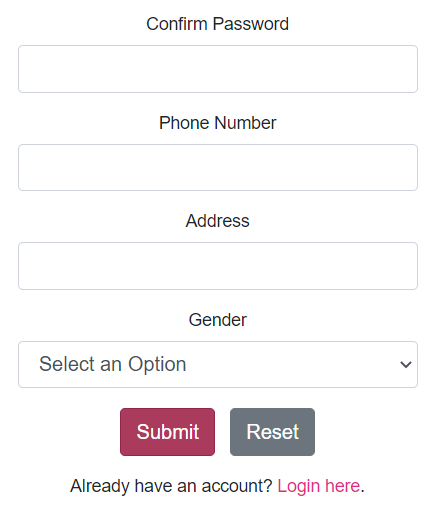 Confirm Password
Phone Number
Address
Gender
Select an Option
Submit Reset
Already have an account? Login here.